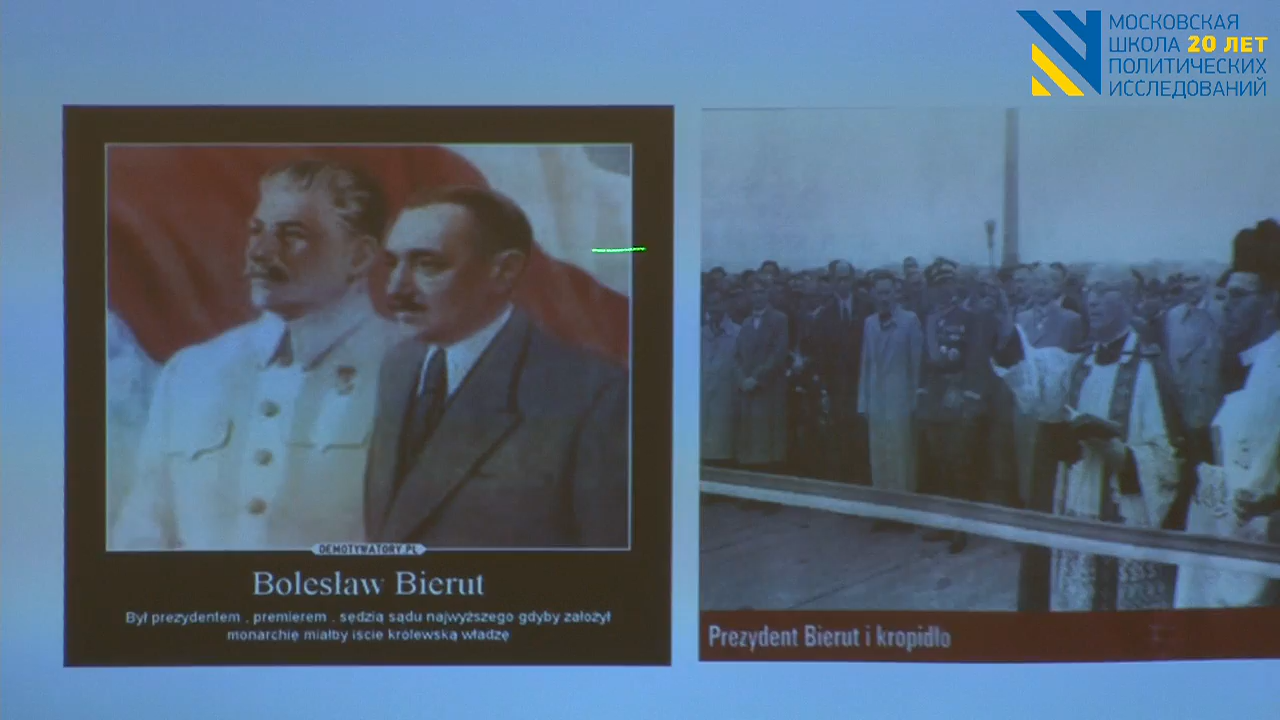 МОСКОВСКАЯ
ШКОЛА 20 ЛЕТ
ПОЛИТИЧЕСКИХ
ИССЛЕДОВАНИЙ
DEMOTYWATORY.PL
Bolesław Bierut
Był prezydentem , premierem , sędzią sądu najwyższego gdyby założył
monarchię miałby iście królewską władzę
Prezydent Bierut i kropidło